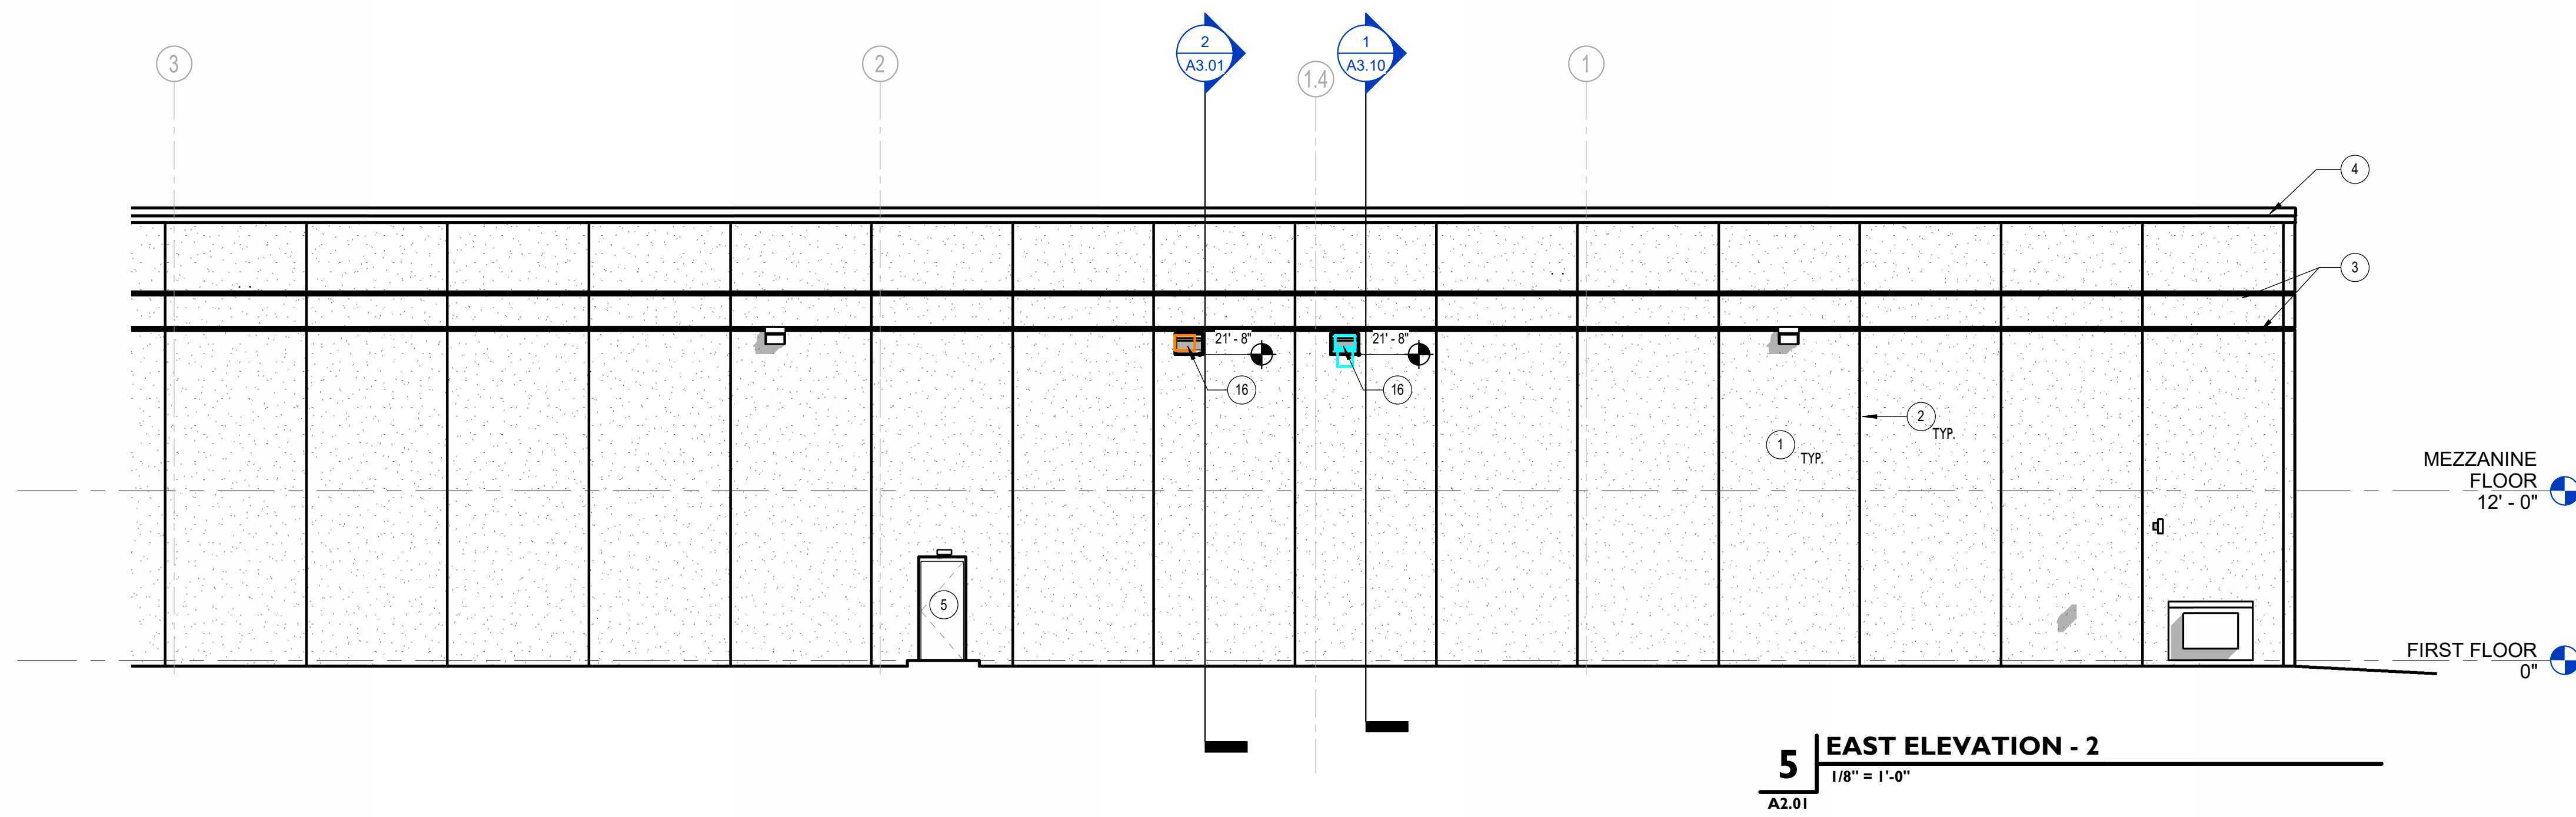 3
2
2
A3.01
1.4
1
A3.10
1
4
3
21' - 8"
21' - 8"
16
16
2
TYP.
1
TYP.
MEZZANINE
FLOOR
12' - 0"
5
FIRST FLOOR
0"
5
EAST ELEVATION - 2
1/8" = 1'-0"
A2.01